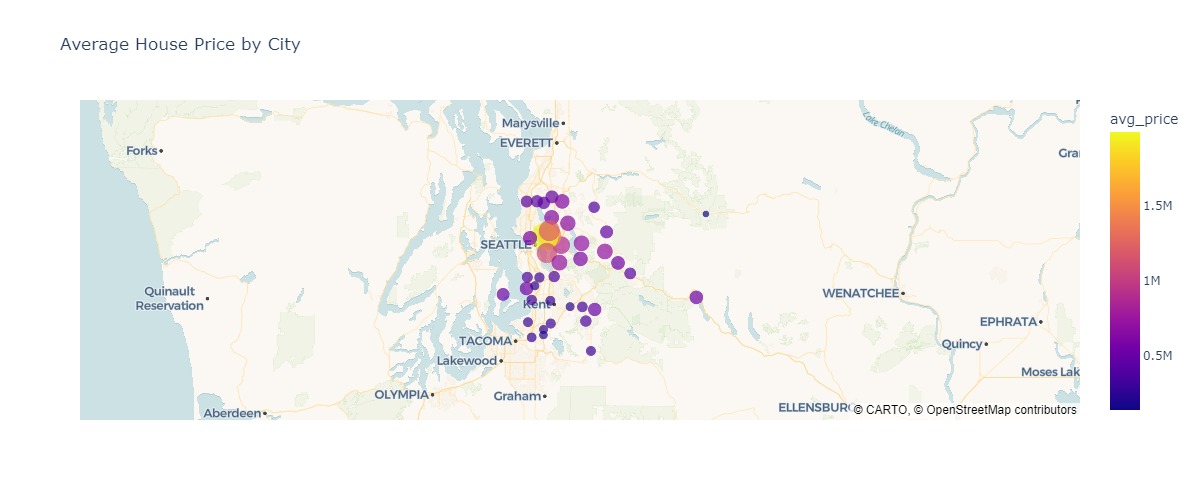 Average House Price by City
avg_price
Marysville
EVERETT
Lake Chelan
Forks
Gra
1.5M
SEATTLE
1M
Quinault
Reservation
WENATCHEE
Kent
EPHRATA
TACOMA
Quincy
0.5M
Lakewood
Moses Lak
OLYMPIA
Graham
Aberdeen
ELLENSBURG
© CARTO, © OpenStreetMap contributors